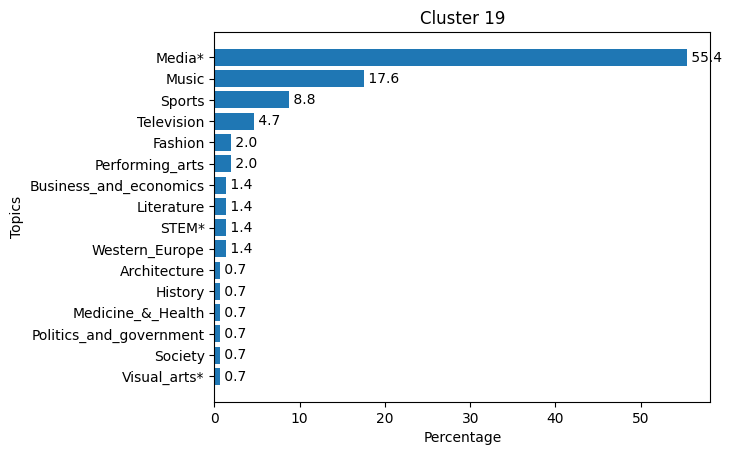 Cluster 19
Topics
Media* 55.4
Music 17.6
Sports 8.8
Television 4.7
Fashion 2.0
Performing_arts 2.0
Business_and_economics 1.4
Literature 1.4
STEM* 1.4
Western_Europe 1.4
Architecture 0.7
History 0.7
Medicine_&_Health 0.7
Politics_and_government 0.7
Society 0.7
Visual_arts* 0.7
0 10 20 30 40 50
Percentage